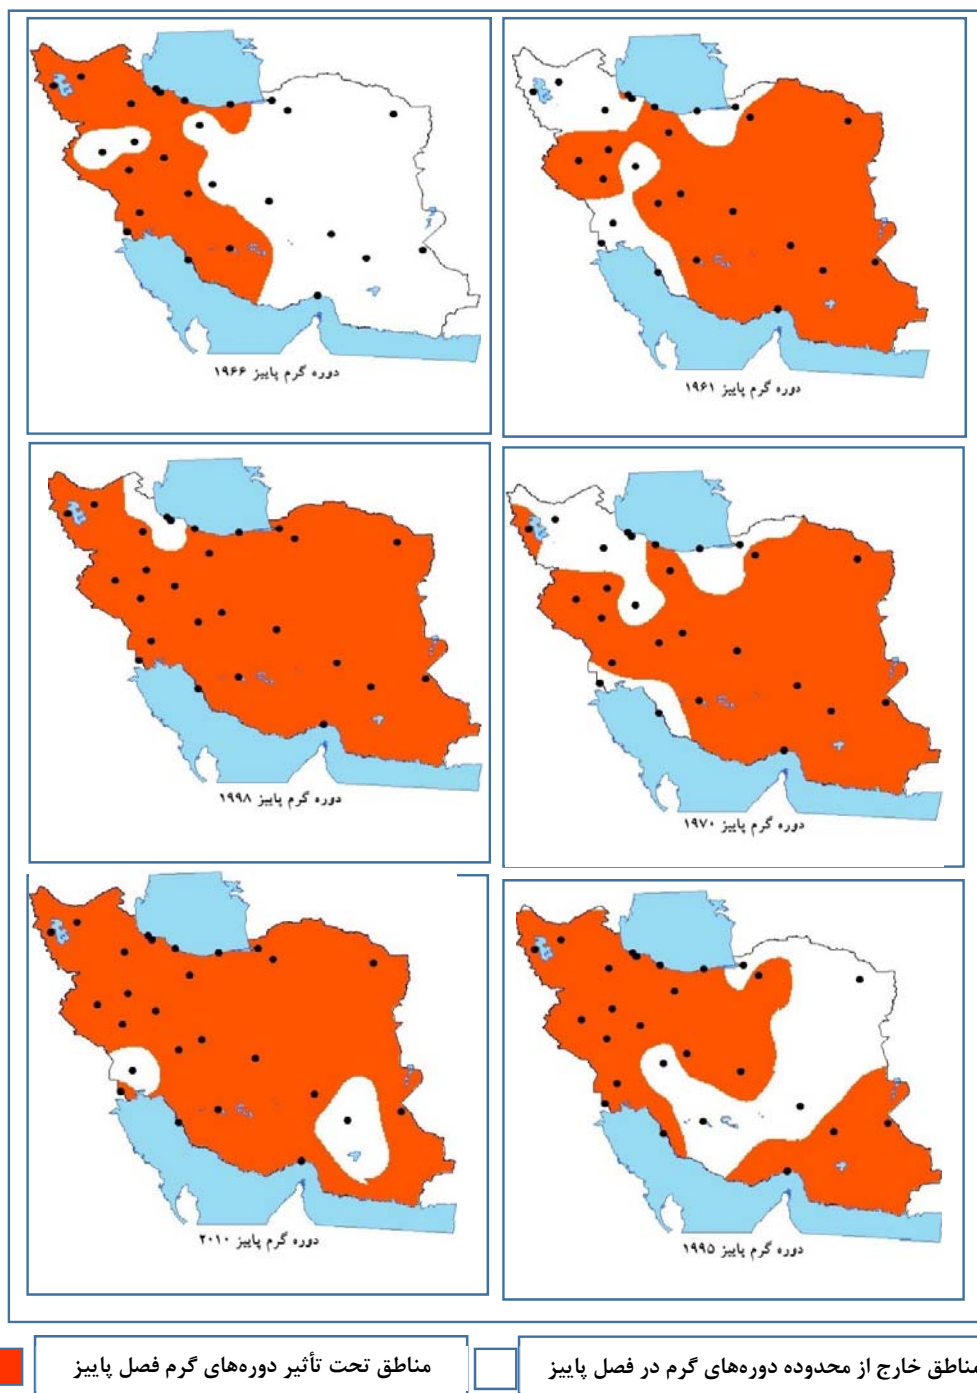 دوره گرم پاییز ۱۹۶۱
دوره گرم پاییز ۱۹۶۶
دوره گرم پاییز ۱۹۷۰
دوره گرم پاییز ۱۹۹۸
دوره گرم پاییز ۱۹۹۵
دوره گرم پاییز ۲۰۱۰
مناطق خارج از محدوده دوره‌های گرم در فصل پاییز
مناطق تحت تأثیر دوره‌های گرم فصل پاییز